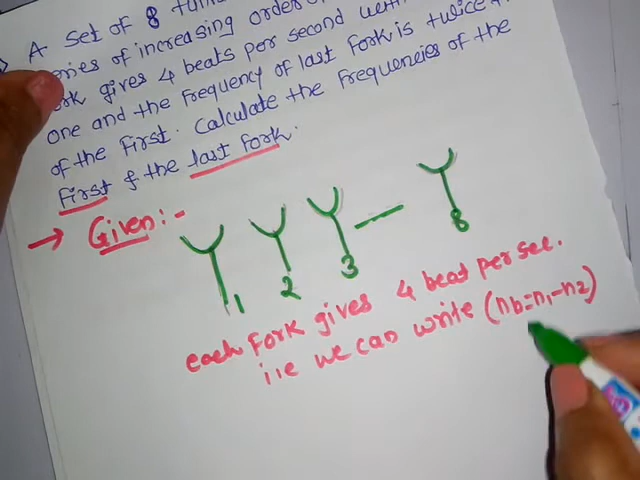 A set of 8
series of increasing order
4 beats per second
one and the frequency of last fork is twice
of the first. Calculate the frequencies of the
first & the last fork.
→ Given:-
1 2 3 8
each fork gives 4 beat per sec.
i.e we can write (nb=n1-n2)